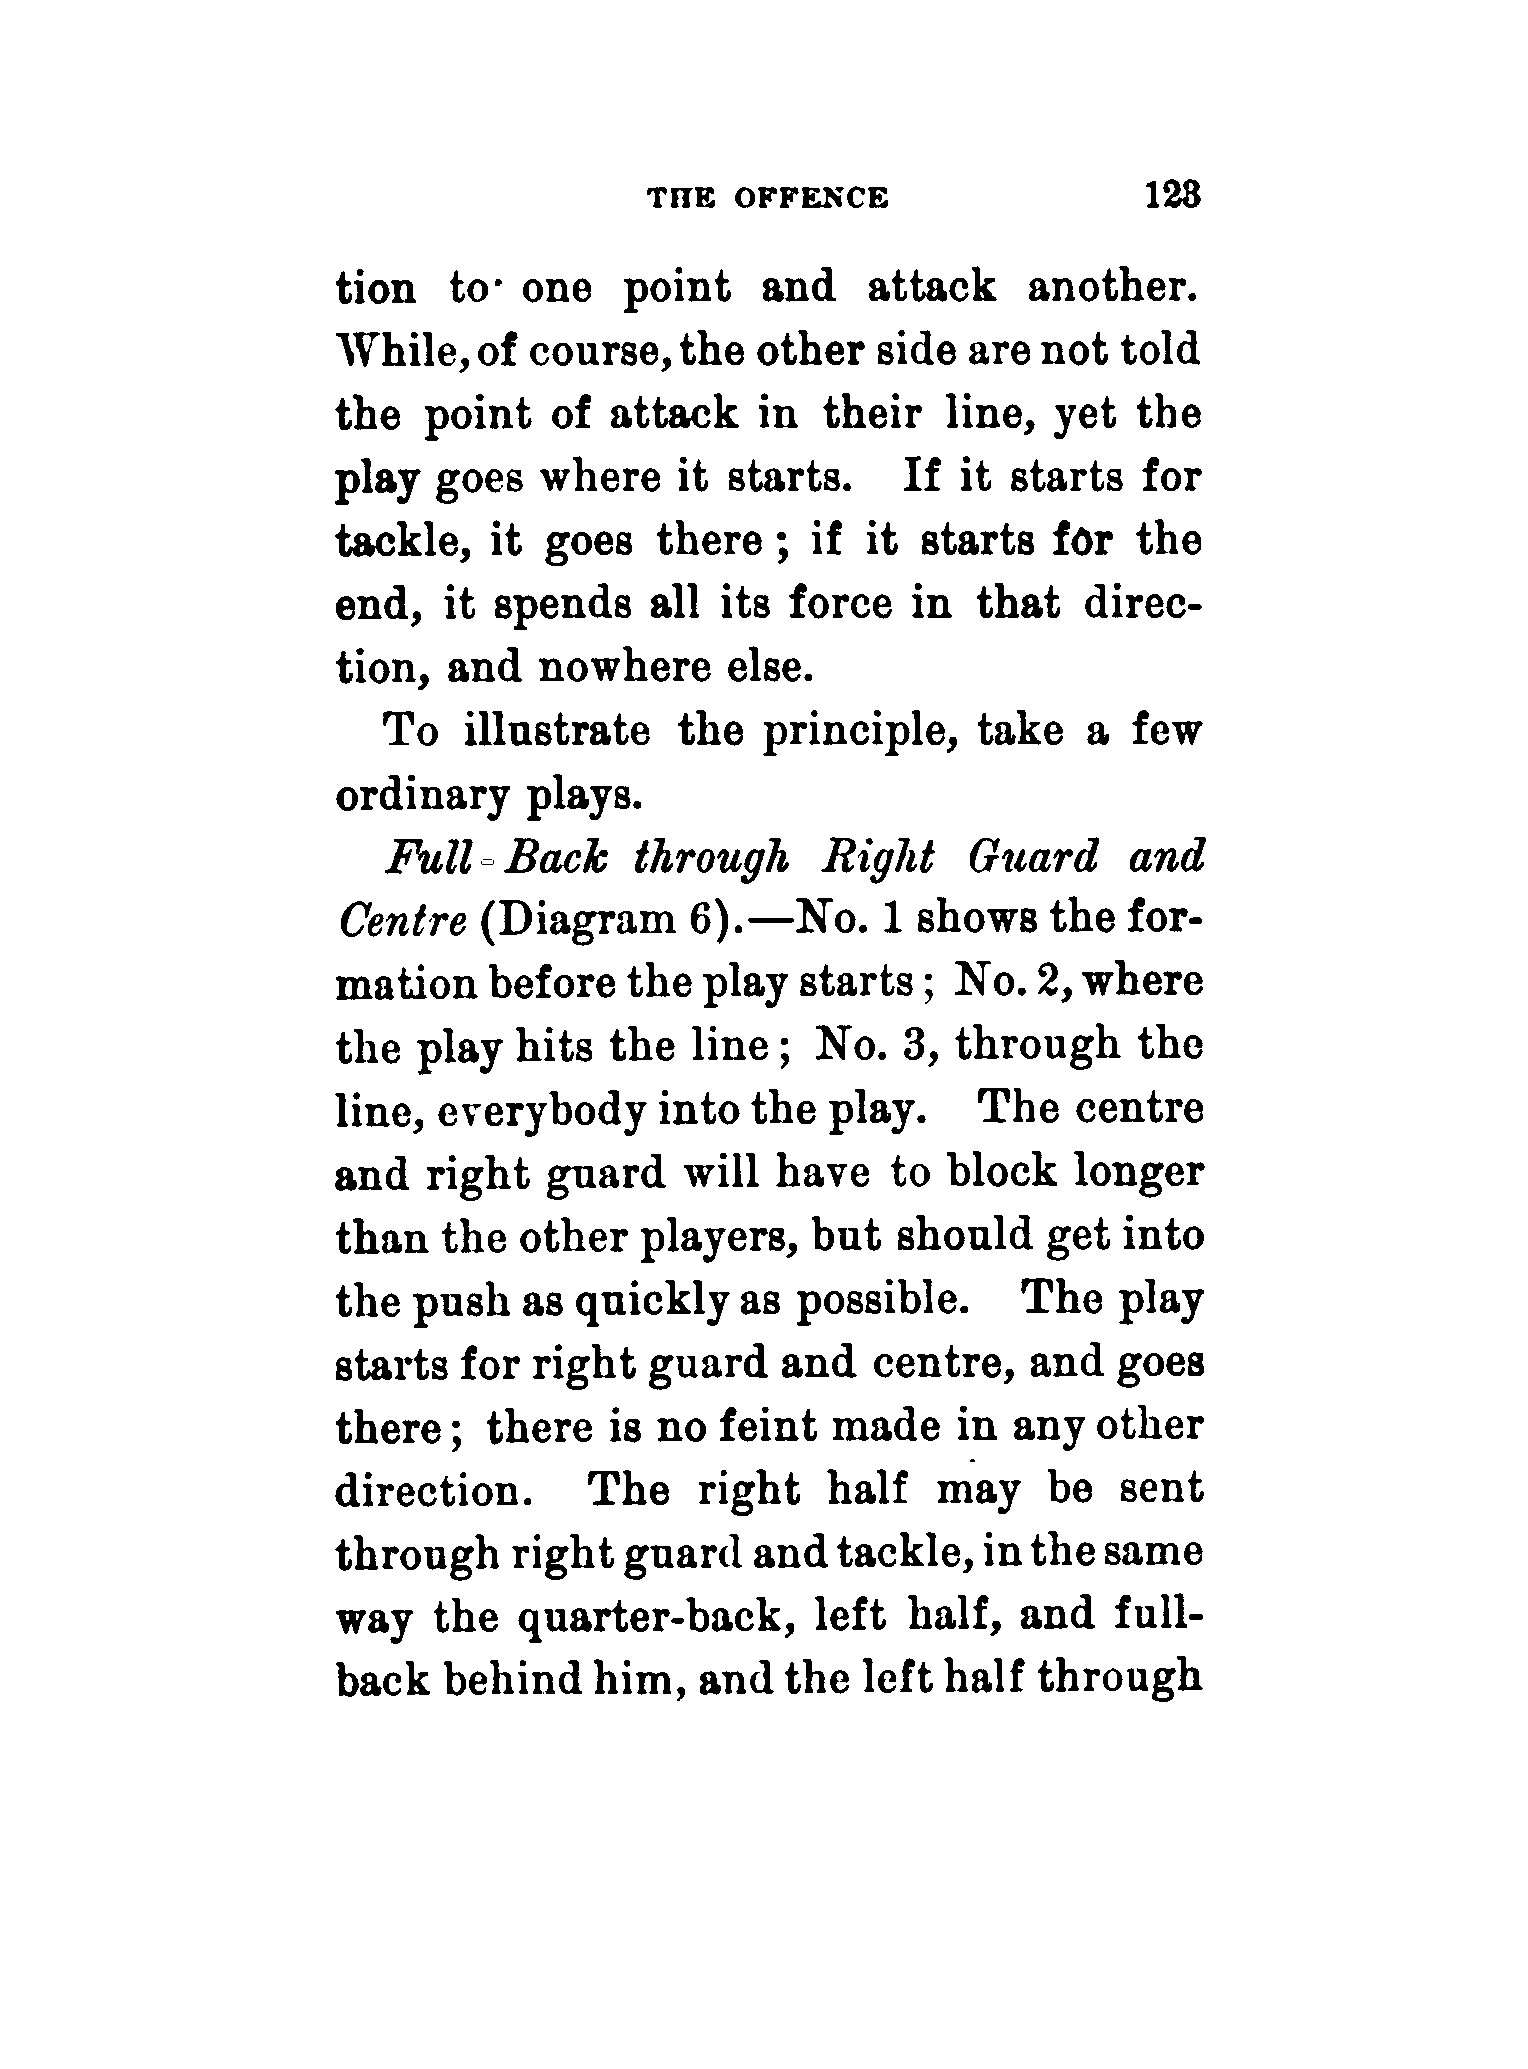 THE OFFENCE 123
tion to one point and attack another.
While, of course, the other side are not told
the point of attack in their line, yet the
play goes where it starts. If it starts for
tackle, it goes there; if it starts for the
end, it spends all its force in that direc-
tion, and nowhere else.
To illustrate the principle, take a few
ordinary plays.
Full-Back through Right Guard and
Centre (Diagram 6).—No. 1 shows the for-
mation before the play starts; No. 2, where
the play hits the line; No. 3, through the
line, everybody into the play. The centre
and right guard will have to block longer
than the other players, but should get into
the push as quickly as possible. The play
starts for right guard and centre, and goes
there; there is no feint made in any other
direction. The right half may be sent
through right guard and tackle, in the same
way the quarter-back, left half, and full-
back behind him, and the left half through